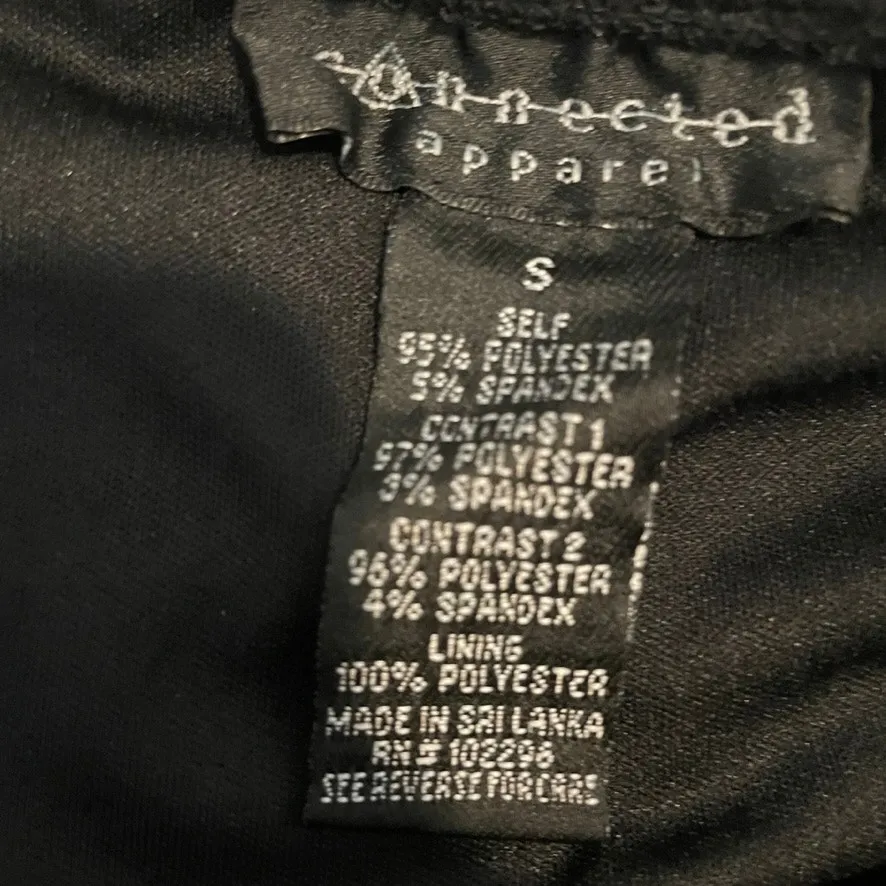 connected
apparel
S
SELF
95% POLYESTER
5% SPANDEX
CONTRAST 1
97% POLYESTER
3% SPANDEX
CONTRAST 2
96% POLYESTER
4% SPANDEX
LINING
100% POLYESTER
MADE IN SRI LANKA
RN # 102296
SEE REVERSE FOR CARE